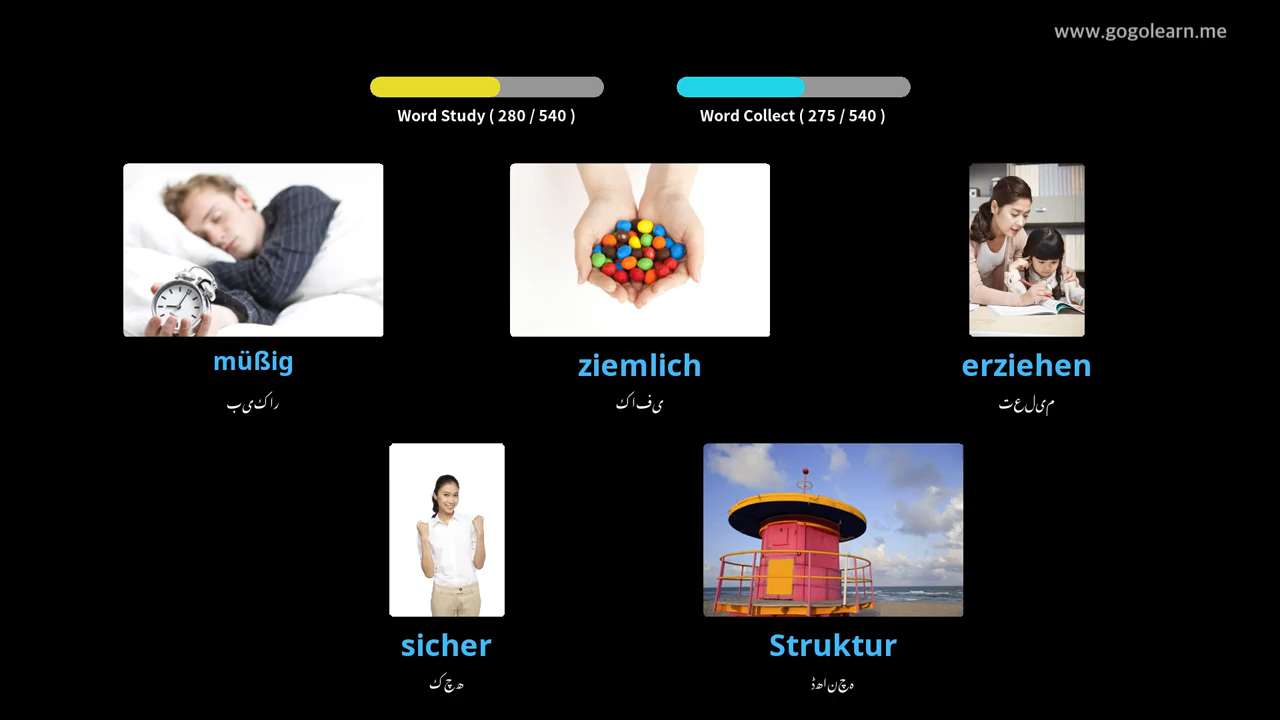 www.gogolearn.me
Word Study ( 280 / 540 )
Word Collect ( 275 / 540 )
müßig
بیکار
ziemlich
کافی
erziehen
تعلیم
sicher
کچھ
Struktur
ڈھانچہ